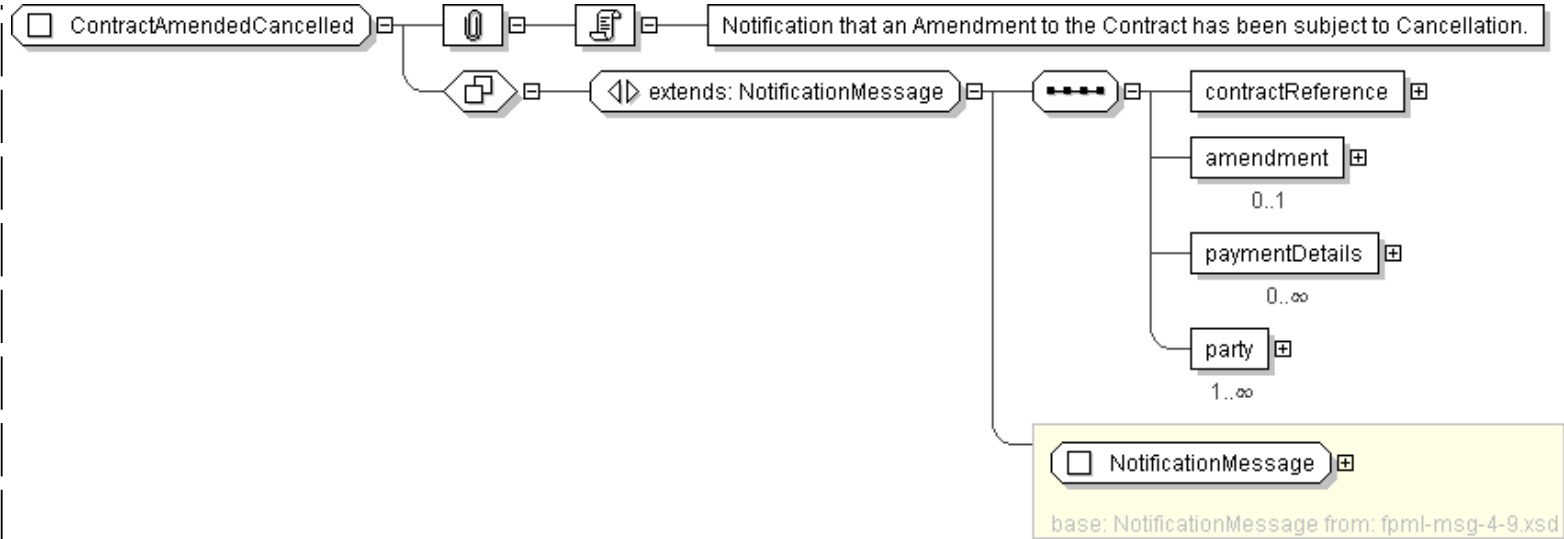 ContractAmendedCancelled
Notification that an Amendment to the Contract has been subject to Cancellation.
extends: NotificationMessage
contractReference
amendment
0..1
paymentDetails
0..∞
party
1..∞
NotificationMessage
base: NotificationMessage from: fpml-msg-4-9.xsd